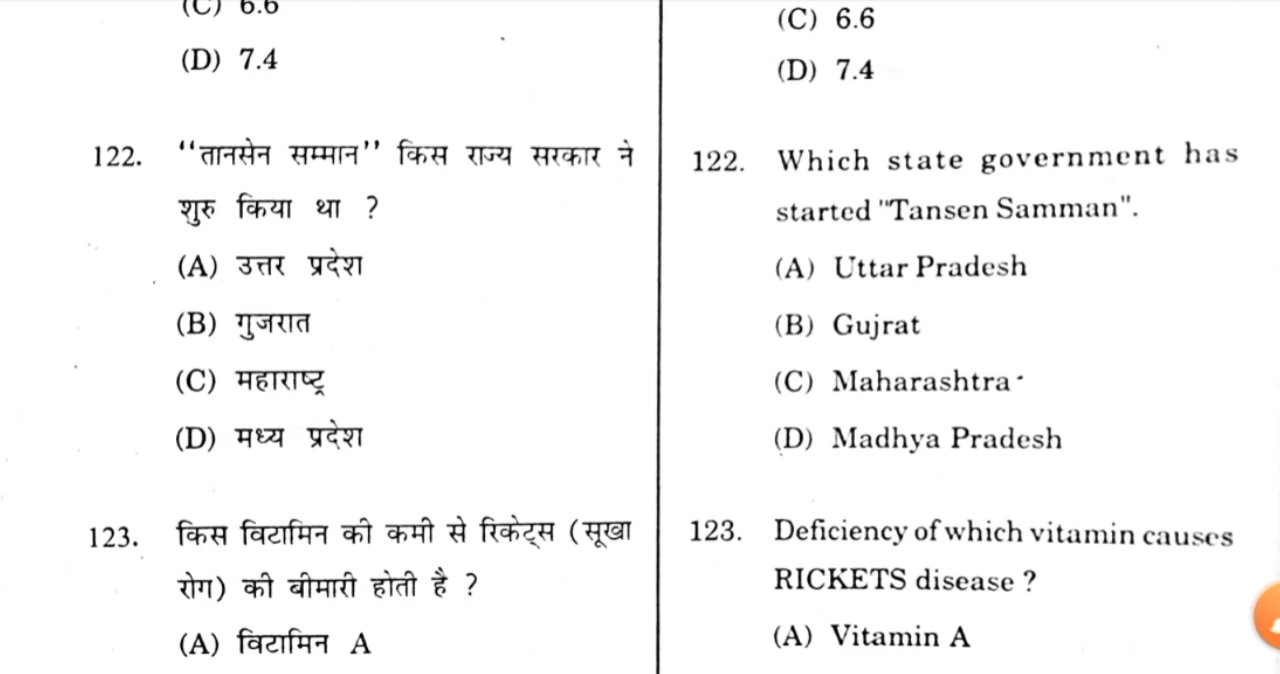 (C) 6.6
(D) 7.4
122. ‘‘तानसेन सम्मान’’ किस राज्य सरकार ने
शुरु किया था ?
(A) उत्तर प्रदेश
(B) गुजरात
(C) महाराष्ट्र
(D) मध्य प्रदेश
123. किस विटामिन की कमी से रिकेट्स (सूखा
रोग) की बीमारी होती है ?
(A) विटामिन A
(C) 6.6
(D) 7.4
122. Which state government has
started "Tansen Samman".
(A) Uttar Pradesh
(B) Gujrat
(C) Maharashtra
(D) Madhya Pradesh
123. Deficiency of which vitamin causes
RICKETS disease ?
(A) Vitamin A